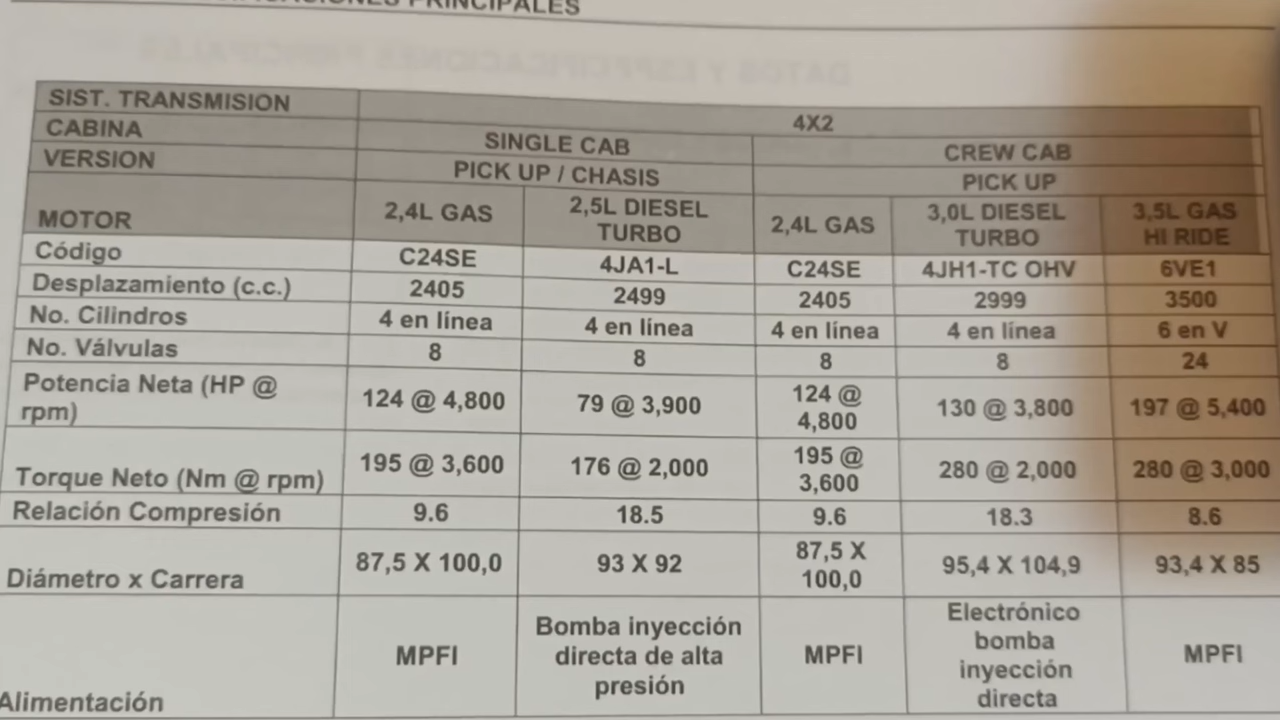 PRINCIPALES
SIST. TRANSMISION 4X2
CABINA SINGLE CAB CREW CAB
VERSION PICK UP / CHASIS PICK UP
MOTOR 2,4L GAS 2,5L DIESEL TURBO 2,4L GAS 3,0L DIESEL TURBO 3,5L GAS HI RIDE
Código C24SE 4JA1-L C24SE 4JH1-TC OHV 6VE1
Desplazamiento (c.c.) 2405 2499 2405 2999 3500
No. Cilindros 4 en línea 4 en línea 4 en línea 4 en línea 6 en V
No. Válvulas 8 8 8 8 24
Potencia Neta (HP @ rpm) 124 @ 4,800 79 @ 3,900 124 @ 4,800 130 @ 3,800 197 @ 5,400
Torque Neto (Nm @ rpm) 195 @ 3,600 176 @ 2,000 195 @ 3,600 280 @ 2,000 280 @ 3,000
Relación Compresión 9.6 18.5 9.6 18.3 8.6
Diámetro x Carrera 87,5 X 100,0 93 X 92 87,5 X 100,0 95,4 X 104,9 93,4 X 85
Alimentación MPFI Bomba inyección directa de alta presión MPFI Electrónico bomba inyección directa MPFI